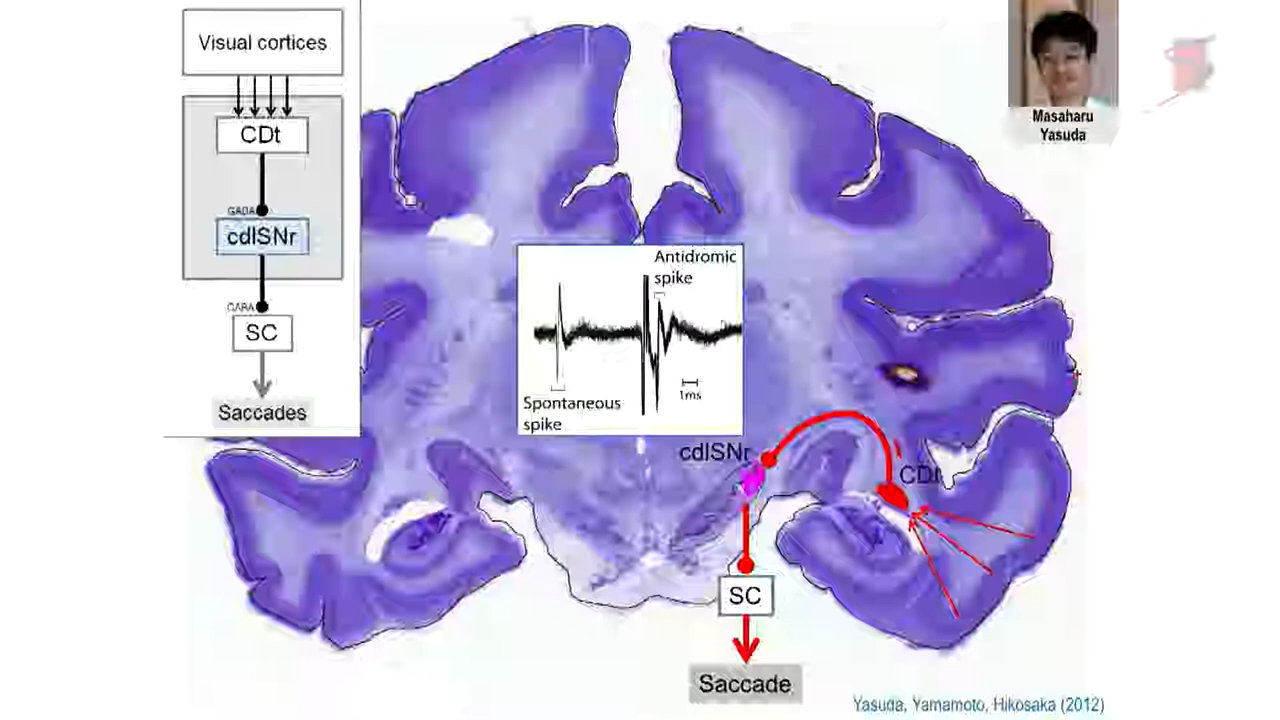 Visual cortices
CDt
GABA
cdlSNr
GABA
SC
Saccades
Antidromic
spike
1ms
Spontaneous
spike
cdlSNr
CDt
SC
Saccade
Masaharu
Yasuda
Yasuda, Yamamoto, Hikosaka (2012)